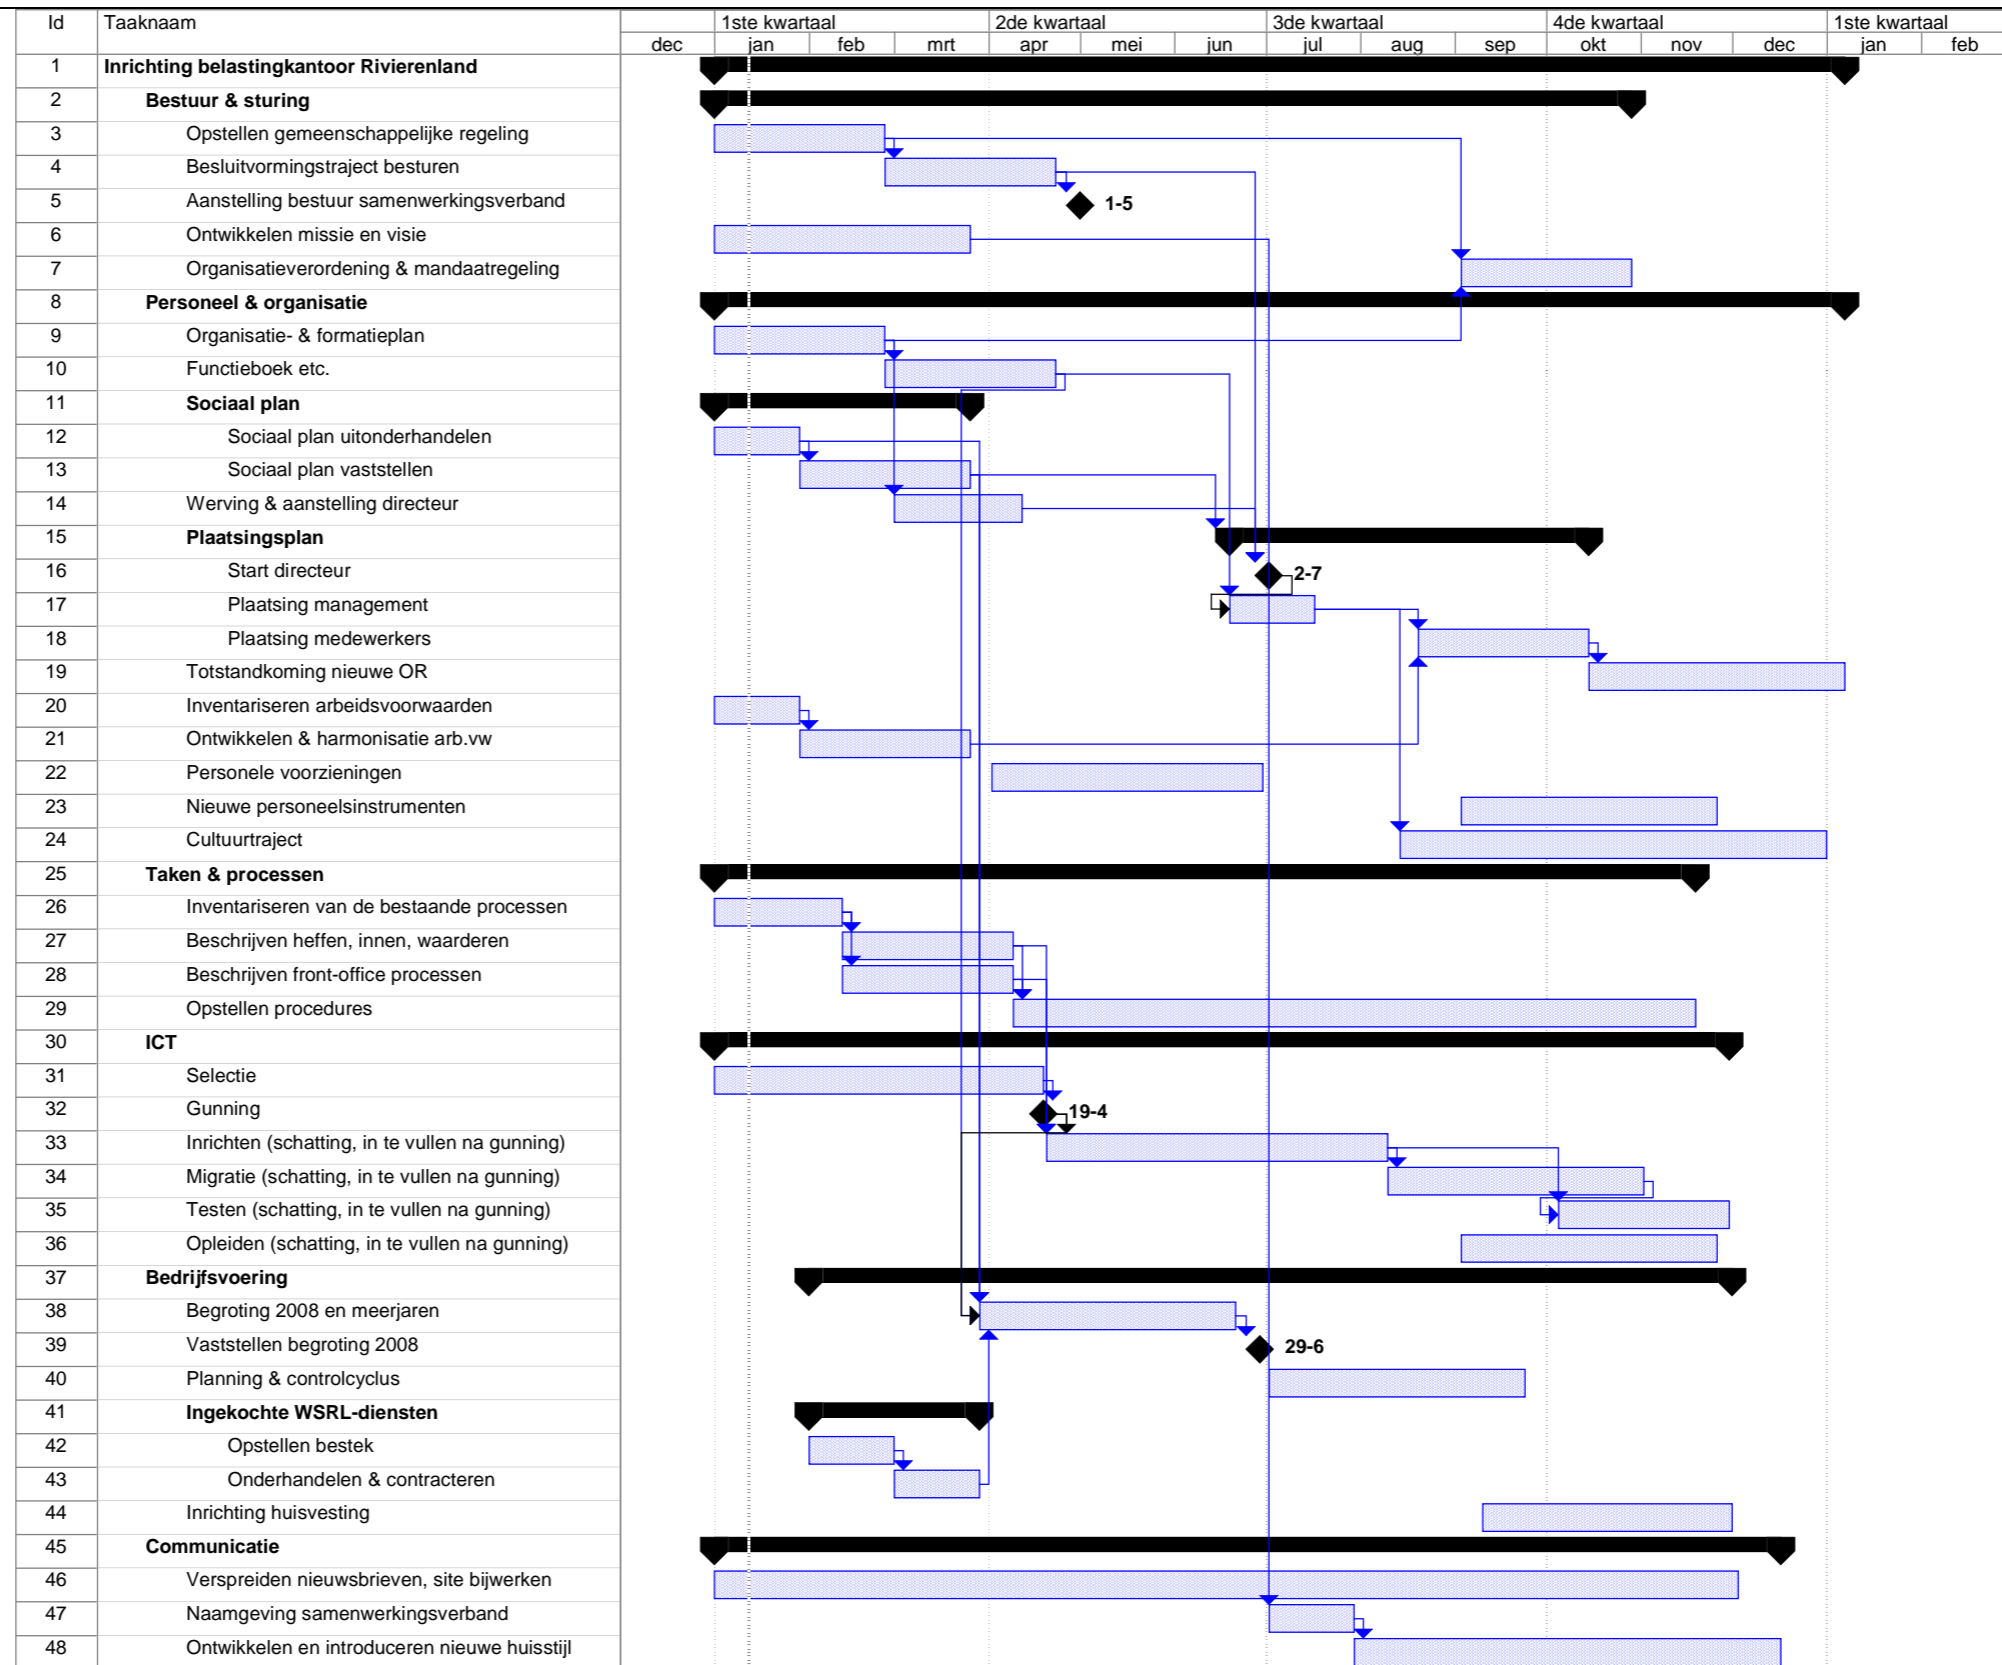 Id Taaknaam 1ste kwartaal 2de kwartaal 3de kwartaal 4de kwartaal 1ste kwartaal
dec jan feb mrt apr mei jun jul aug sep okt nov dec jan feb
1 Inrichting belastingkantoor Rivierenland
2 Bestuur & sturing
3 Opstellen gemeenschappelijke regeling
4 Besluitvormingstraject besturen
5 Aanstelling bestuur samenwerkingsverband 1-5
6 Ontwikkelen missie en visie
7 Organisatieverordening & mandaatregeling
8 Personeel & organisatie
9 Organisatie- & formatieplan
10 Functieboek etc.
11 Sociaal plan
12 Sociaal plan uitonderhandelen
13 Sociaal plan vaststellen
14 Werving & aanstelling directeur
15 Plaatsingsplan
16 Start directeur 2-7
17 Plaatsing management
18 Plaatsing medewerkers
19 Totstandkoming nieuwe OR
20 Inventariseren arbeidsvoorwaarden
21 Ontwikkelen & harmonisatie arb.vw
22 Personele voorzieningen
23 Nieuwe personeelsinstrumenten
24 Cultuurtraject
25 Taken & processen
26 Inventariseren van de bestaande processen
27 Beschrijven heffen, innen, waarderen
28 Beschrijven front-office processen
29 Opstellen procedures
30 ICT
31 Selectie
32 Gunning 19-4
33 Inrichten (schatting, in te vullen na gunning)
34 Migratie (schatting, in te vullen na gunning)
35 Testen (schatting, in te vullen na gunning)
36 Opleiden (schatting, in te vullen na gunning)
37 Bedrijfsvoering
38 Begroting 2008 en meerjaren
39 Vaststellen begroting 2008 29-6
40 Planning & controlcyclus
41 Ingekochte WSRL-diensten
42 Opstellen bestek
43 Onderhandelen & contracteren
44 Inrichting huisvesting
45 Communicatie
46 Verspreiden nieuwsbrieven, site bijwerken
47 Naamgeving samenwerkingsverband
48 Ontwikkelen en introduceren nieuwe huisstijl